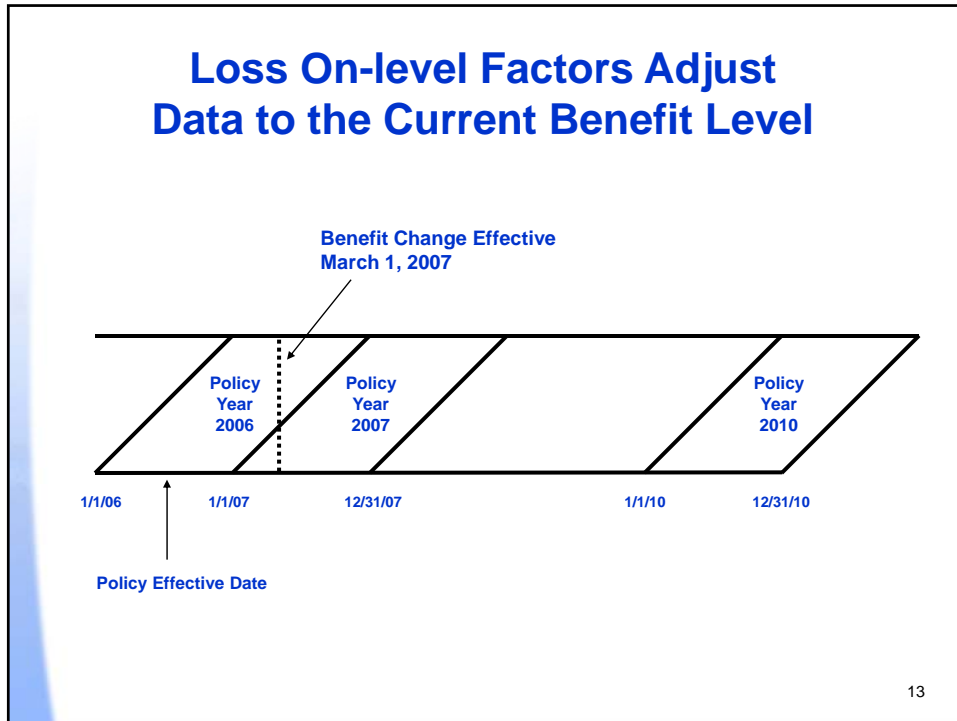 Loss On-level Factors Adjust
Data to the Current Benefit Level
Benefit Change Effective
March 1, 2007
Policy
Year
2006
Policy
Year
2007
Policy
Year
2010
1/1/06
1/1/07
12/31/07
1/1/10
12/31/10
Policy Effective Date
13